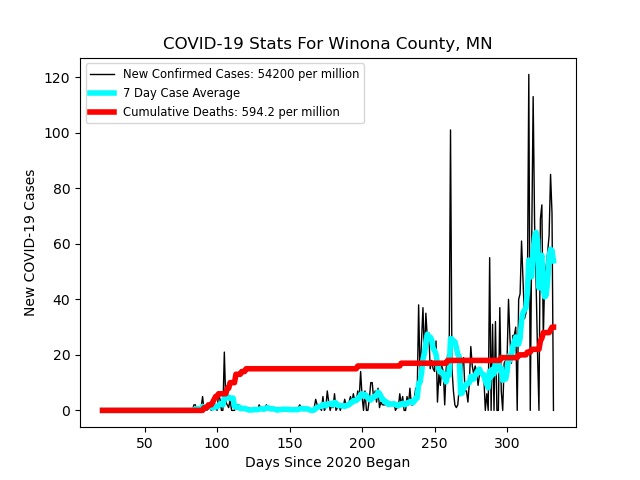 COVID-19 Stats For Winona County, MN
New Confirmed Cases: 54200 per million
7 Day Case Average
Cumulative Deaths: 594.2 per million
New COVID-19 Cases
120
100
80
60
40
20
0
50 100 150 200 250 300
Days Since 2020 Began